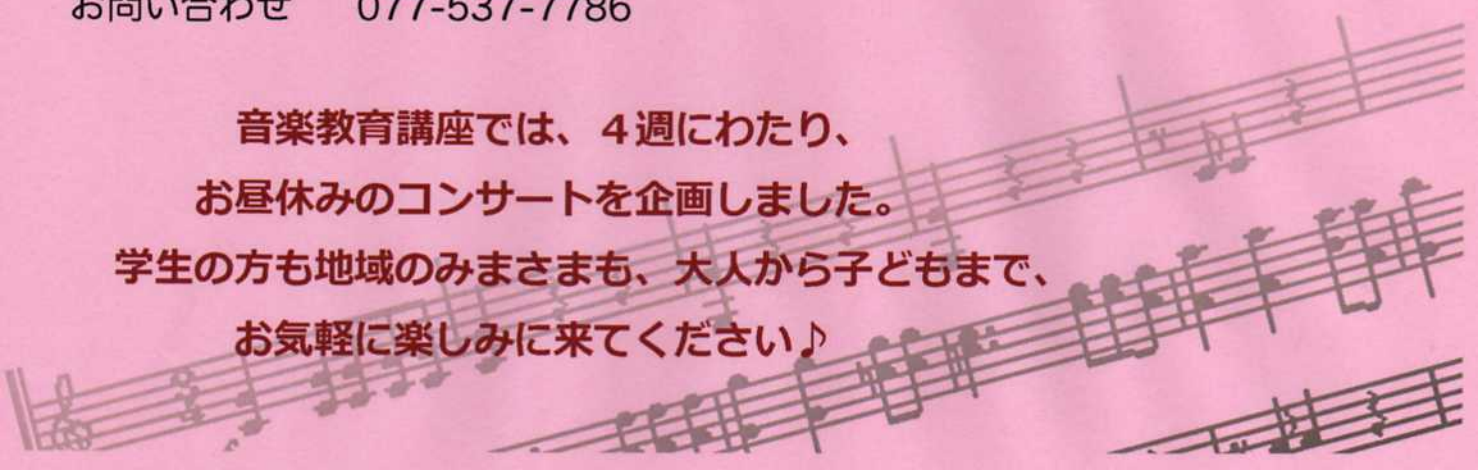 お問い合わせ　077-537-7786
音楽教育講座では、４週にわたり、
お昼休みのコンサートを企画しました。
学生の方も地域のみまさまも、大人から子どもまで、
お気軽に楽しみに来てください♪